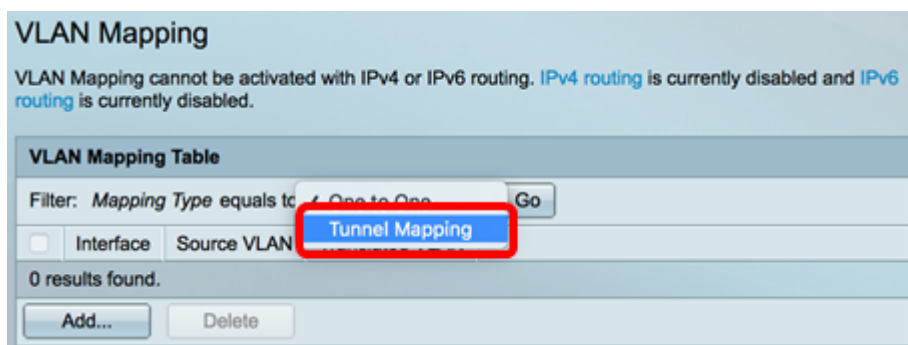 VLAN Mapping
VLAN Mapping cannot be activated with IPv4 or IPv6 routing. IPv4 routing is currently disabled and IPv6
routing is currently disabled.
VLAN Mapping Table
Filter: Mapping Type equals to ✓ One to One Go
Tunnel Mapping
Interface Source VLAN
0 results found.
Add... Delete